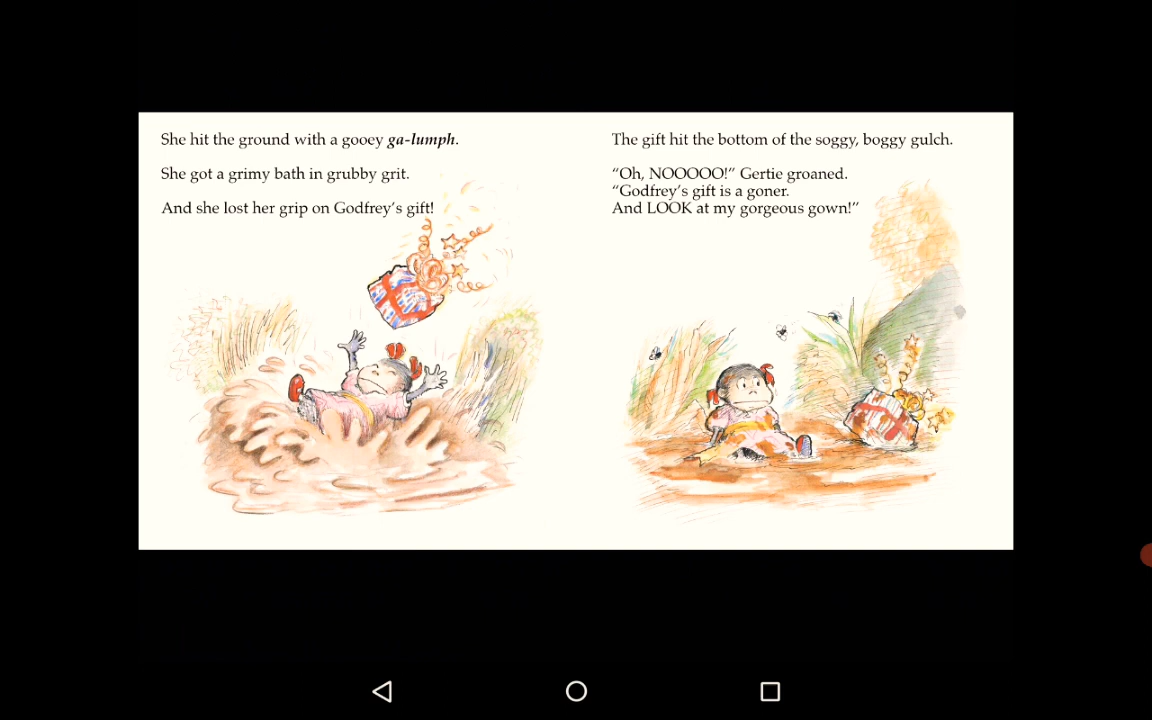 She hit the ground with a gooey ga-lumph.
She got a grimy bath in grubby grit.
And she lost her grip on Godfrey's gift!
The gift hit the bottom of the soggy, boggy gulch.
“Oh, NOOOOO!” Gertie groaned.
“Godfrey's gift is a goner.
And LOOK at my gorgeous gown!”